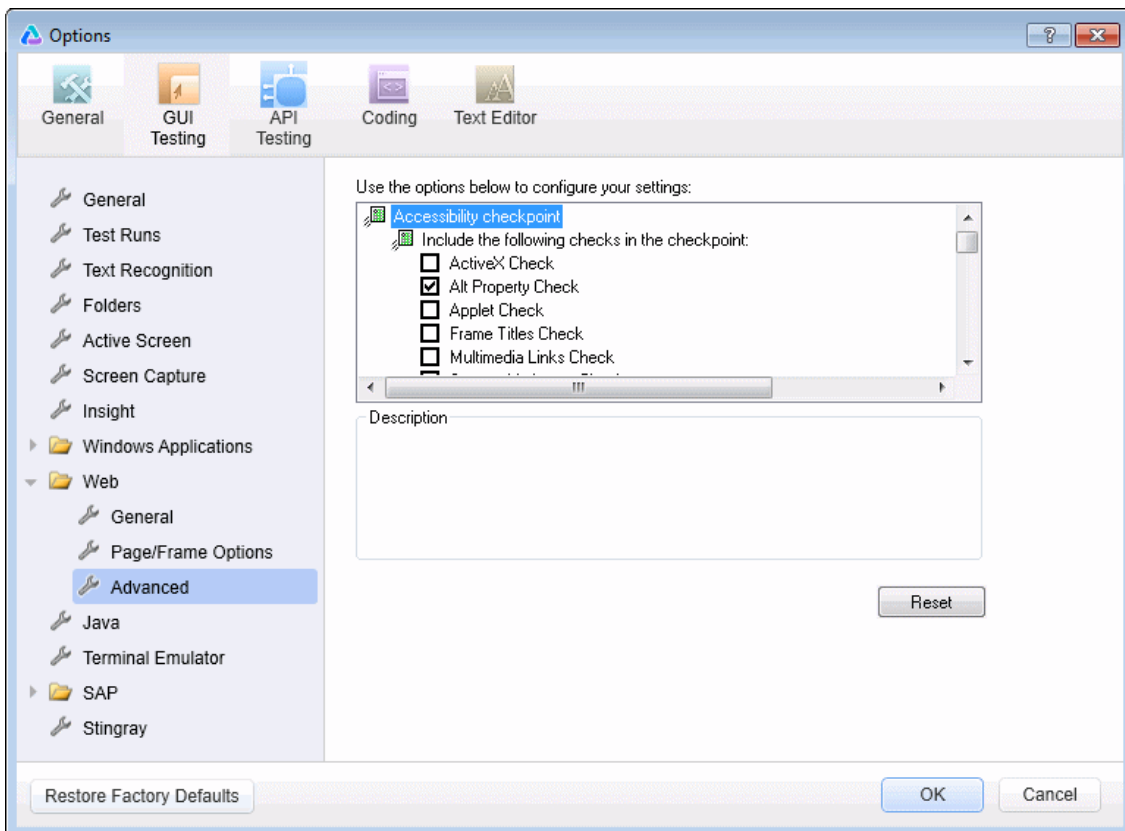 Options
General
GUI
Testing
API
Testing
Coding
Text Editor
General
Test Runs
Text Recognition
Folders
Active Screen
Screen Capture
Insight
Windows Applications
Web
General
Page/Frame Options
Advanced
Java
Terminal Emulator
SAP
Stingray
Use the options below to configure your settings:
Accessibility checkpoint
Include the following checks in the checkpoint:
ActiveX Check
Alt Property Check
Applet Check
Frame Titles Check
Multimedia Links Check
Description
Reset
Restore Factory Defaults
OK
Cancel